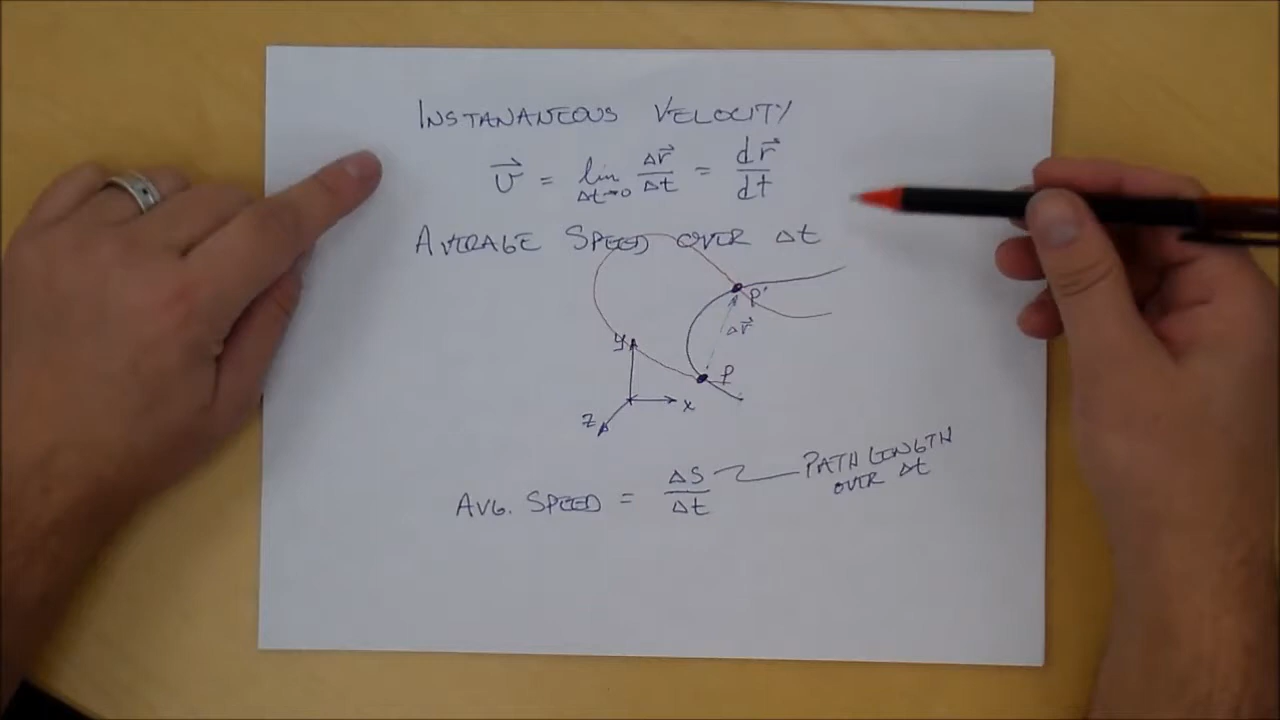 INSTANANEOUS VELOCITY
v⃗ = lim Δt→0 Δr⃗/Δt = dr⃗/dt
AVERAGE SPEED OVER Δt
P'
Δr⃗
y
P
x
z
AVG. SPEED = Δs/Δt
PATH LENGTH
OVER Δt